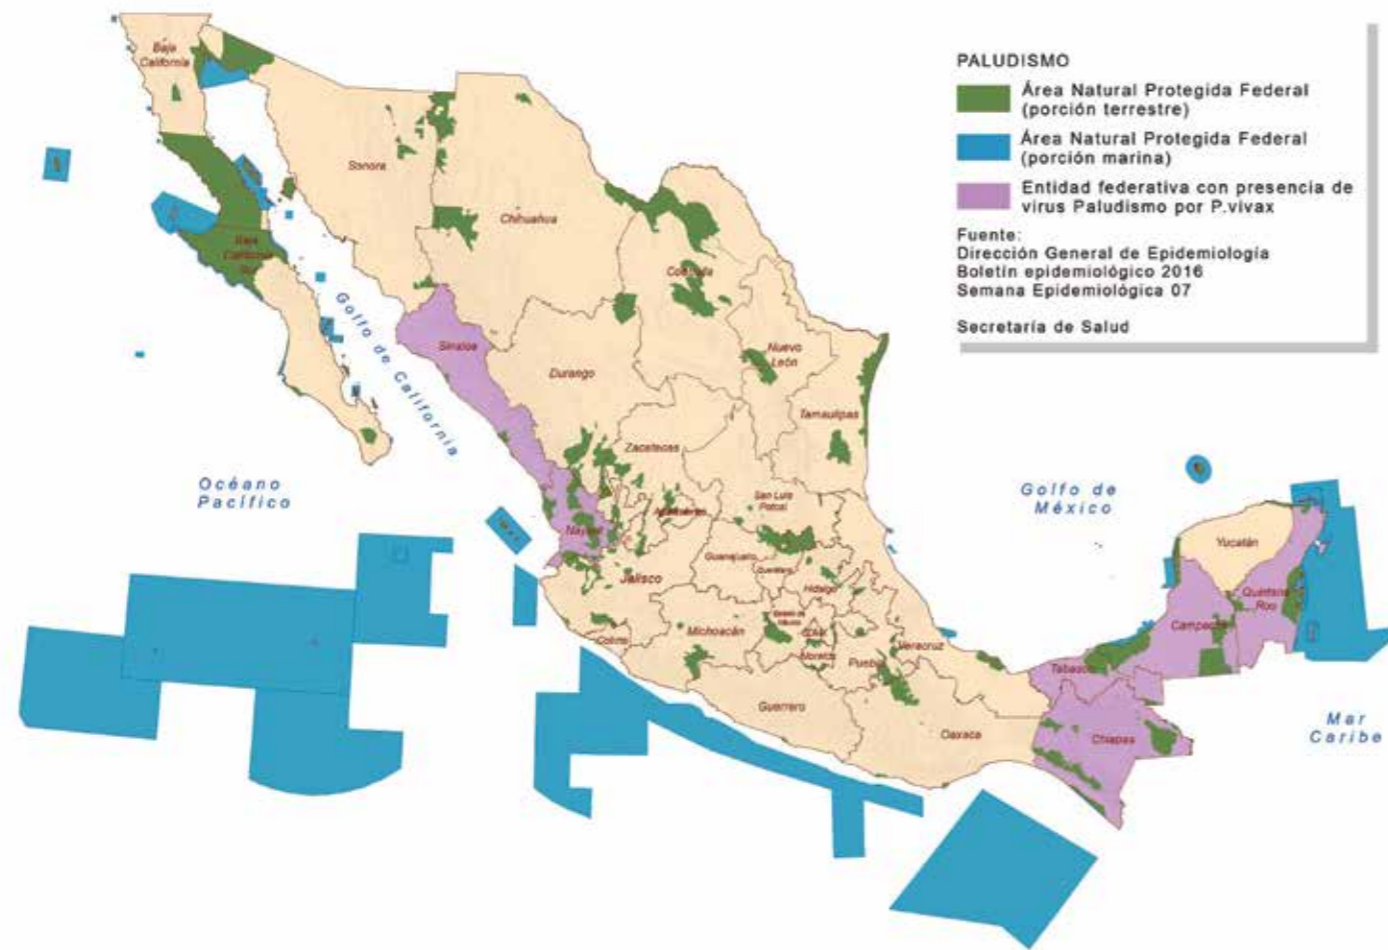 PALUDISMO
Área Natural Protegida Federal
(porción terrestre)
Área Natural Protegida Federal
(porción marina)
Entidad federativa con presencia de
virus Paludismo por P.vivax
Fuente:
Dirección General de Epidemiología
Boletín epidemiológico 2016
Semana Epidemiológica 07
Secretaría de Salud
Baja
California
Sonora
Chihuahua
Baja
California
Sur
Coahuila
Golfo de California
Sinaloa
Nuevo
León
Durango
Tamaulipas
Zacatecas
Océano
Pacífico
Golfo de
México
San Luis
Potosí
Aguascalientes
Nayarit
Yucatán
Guanajuato
Querétaro
Jalisco
Hidalgo
Quintana
Roo
Campeche
Estado de
México
Colima
Michoacán
CDMX
Morelos
Puebla
Veracruz
Tabasco
Guerrero
Oaxaca
Chiapas
Mar
Caribe